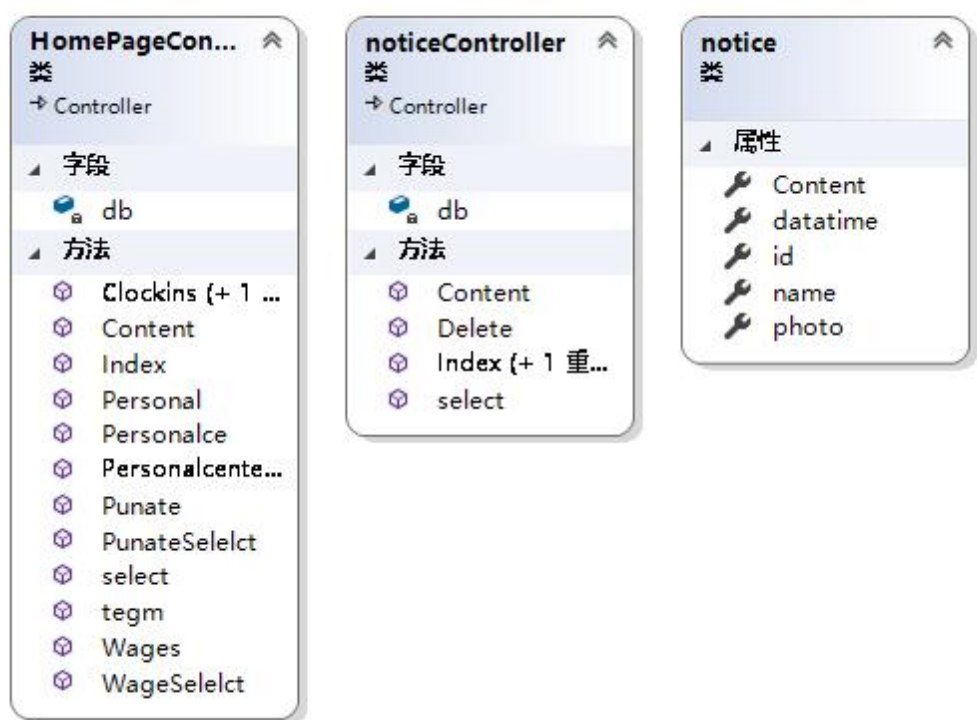 HomePageCon...
类
Controller
字段
db
方法
Clockins (+ 1 ...
Content
Index
Personal
Personalce
Personalcente...
Punate
PunateSelelct
select
tegm
Wages
WageSelelct
noticeController
类
Controller
字段
db
方法
Content
Delete
Index (+ 1 重...
select
notice
类
属性
Content
datatime
id
name
photo